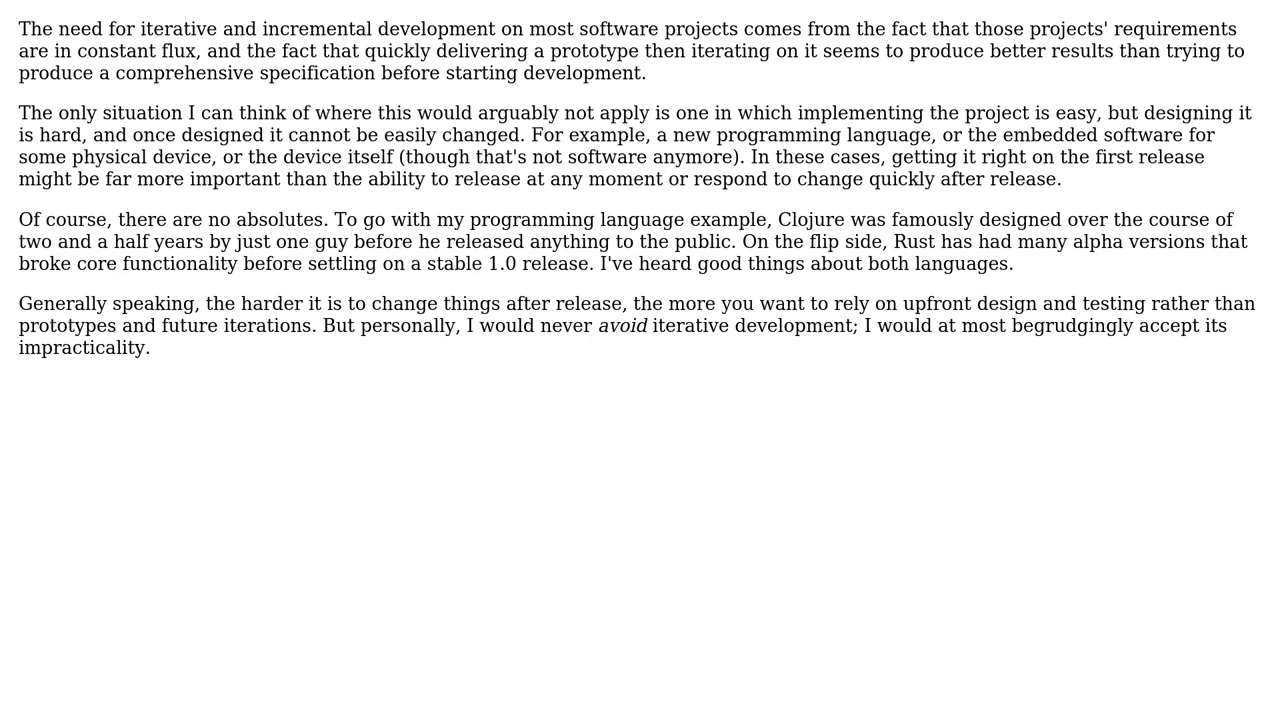 The need for iterative and incremental development on most software projects comes from the fact that those projects' requirements
are in constant flux, and the fact that quickly delivering a prototype then iterating on it seems to produce better results than trying to
produce a comprehensive specification before starting development.
The only situation I can think of where this would arguably not apply is one in which implementing the project is easy, but designing it
is hard, and once designed it cannot be easily changed. For example, a new programming language, or the embedded software for
some physical device, or the device itself (though that's not software anymore). In these cases, getting it right on the first release
might be far more important than the ability to release at any moment or respond to change quickly after release.
Of course, there are no absolutes. To go with my programming language example, Clojure was famously designed over the course of
two and a half years by just one guy before he released anything to the public. On the flip side, Rust has had many alpha versions that
broke core functionality before settling on a stable 1.0 release. I've heard good things about both languages.
Generally speaking, the harder it is to change things after release, the more you want to rely on upfront design and testing rather than
prototypes and future iterations. But personally, I would never avoid iterative development; I would at most begrudgingly accept its
impracticality.